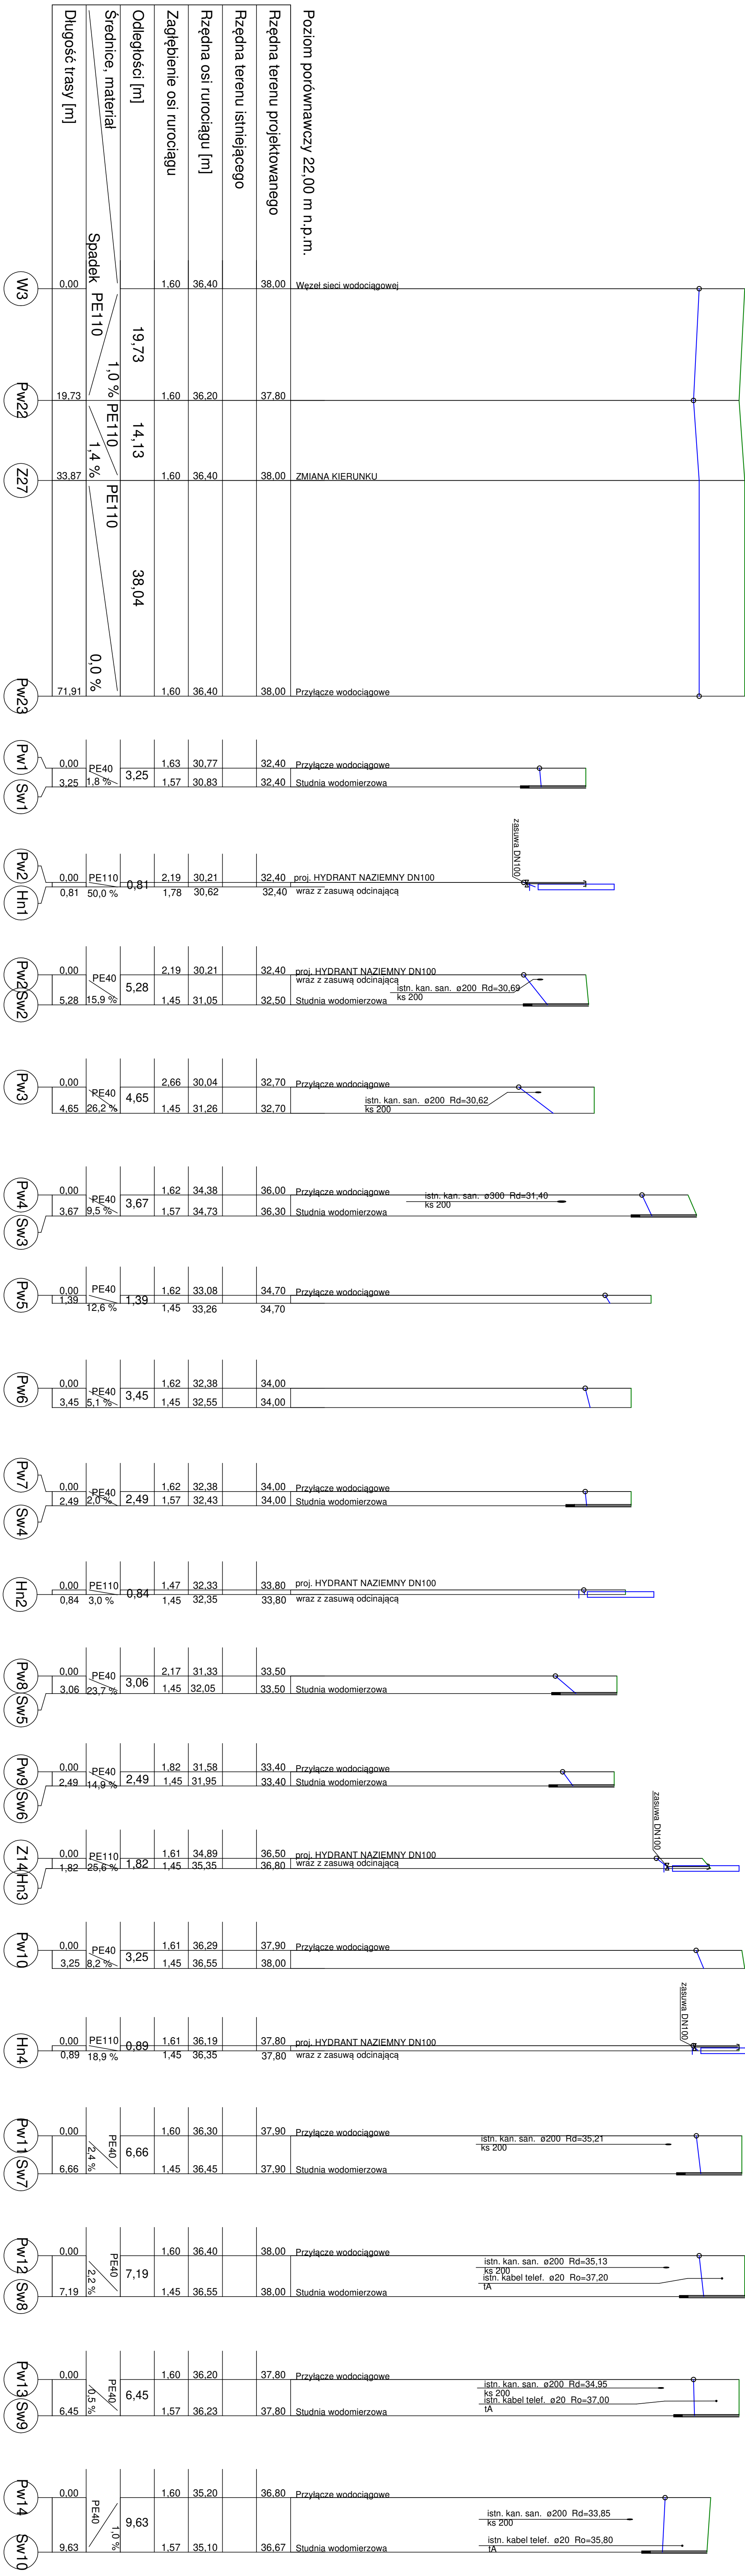 Poziom porównawczy 22,00 m n.p.m.
Rzędna terenu projektowanego
Rzędna terenu istniejącego
Rzędna osi rurociągu [m]
Zagłębienie osi rurociągu
Odległości [m]
Średnice, materiał
Spadek
Długość trasy [m]
W3 0,00 1,60 36,40 38,00 Węzeł sieci wodociągowej
PE110 1,0 % 19,73
Pw22 19,73 1,60 36,20 37,80
PE110 1,4 % 14,13
Z27 33,87 1,60 36,40 38,00 ZMIANA KIERUNKU
PE110 0,0 % 38,04
Pw23 71,91 1,60 36,40 38,00 Przyłącze wodociągowe
Pw1 0,00 1,63 30,77 32,40 Przyłącze wodociągowe
PE40 1,8 % 3,25
Sw1 3,25 1,57 30,83 32,40 Studnia wodomierzowa
zasuwa DN100
Pw2 0,00 2,19 30,21 32,40 proj. HYDRANT NAZIEMNY DN100
PE110 50,0 % 0,81
Hn1 0,81 1,78 30,62 32,40 wraz z zasuwą odcinającą
Pw2 0,00 2,19 30,21 32,40 proj. HYDRANT NAZIEMNY DN100
wraz z zasuwą odcinającą
PE40 15,9 % 5,28
istn. kan. san. ø200 Rd=30,69
ks 200
Sw2 5,28 1,45 31,05 32,50 Studnia wodomierzowa
Pw3 0,00 2,66 30,04 32,70 Przyłącze wodociągowe
PE40 26,2 % 4,65
istn. kan. san. ø200 Rd=30,62
ks 200
4,65 1,45 31,26 32,70
Pw4 0,00 1,62 34,38 36,00 Przyłącze wodociągowe
PE40 9,5 % 3,67
istn. kan. san. ø300 Rd=31,40
ks 200
Sw3 3,67 1,57 34,73 36,30 Studnia wodomierzowa
Pw5 0,00 1,62 33,08 34,70 Przyłącze wodociągowe
PE40 12,6 % 1,39
1,39 1,45 33,26 34,70
Pw6 0,00 1,62 32,38 34,00
PE40 5,1 % 3,45
3,45 1,45 32,55 34,00
Pw7 0,00 1,62 32,38 34,00 Przyłącze wodociągowe
PE40 2,0 % 2,49
Sw4 2,49 1,57 32,43 34,00 Studnia wodomierzowa
Hn2 0,00 1,47 32,33 33,80 proj. HYDRANT NAZIEMNY DN100
PE110 3,0 % 0,84
0,84 1,45 32,35 33,80 wraz z zasuwą odcinającą
Pw8 0,00 2,17 31,33 33,50
PE40 23,7 % 3,06
Sw5 3,06 1,45 32,05 33,50 Studnia wodomierzowa
Pw9 0,00 1,82 31,58 33,40 Przyłącze wodociągowe
PE40 14,9 % 2,49
Sw6 2,49 1,45 31,95 33,40 Studnia wodomierzowa
zasuwa DN100
Z14 0,00 1,61 34,89 36,50 proj. HYDRANT NAZIEMNY DN100
PE110 25,6 % 1,82
Hn3 1,82 1,45 35,35 36,80 wraz z zasuwą odcinającą
Pw10 0,00 1,61 36,29 37,90 Przyłącze wodociągowe
PE40 8,2 % 3,25
3,25 1,45 36,55 38,00
zasuwa DN100
Hn4 0,00 1,61 36,19 37,80 proj. HYDRANT NAZIEMNY DN100
PE110 18,9 % 0,89
0,89 1,45 36,35 37,80 wraz z zasuwą odcinającą
Pw11 0,00 1,60 36,30 37,90 Przyłącze wodociągowe
PE40 2,4 % 6,66
istn. kan. san. ø200 Rd=35,21
ks 200
Sw7 6,66 1,45 36,45 37,90 Studnia wodomierzowa
Pw12 0,00 1,60 36,40 38,00 Przyłącze wodociągowe
PE40 2,2 % 7,19
istn. kan. san. ø200 Rd=35,13
ks 200
istn. kabel telef. ø20 Ro=37,20
tA
Sw8 7,19 1,45 36,55 38,00 Studnia wodomierzowa
Pw13 0,00 1,60 36,20 37,80 Przyłącze wodociągowe
PE40 0,5 % 6,45
istn. kan. san. ø200 Rd=34,95
ks 200
istn. kabel telef. ø20 Ro=37,00
tA
Sw9 6,45 1,57 36,23 37,80 Studnia wodomierzowa
Pw14 0,00 1,60 35,20 36,80 Przyłącze wodociągowe
PE40 1,0 % 9,63
istn. kan. san. ø200 Rd=33,85
ks 200
istn. kabel telef. ø20 Ro=35,80
tA
Sw10 9,63 1,57 35,10 36,67 Studnia wodomierzowa